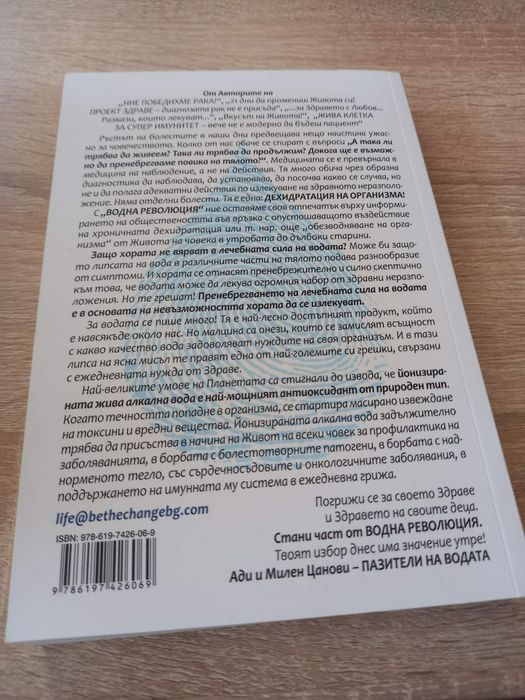 От Авторите на
„НИЕ ПОБЕДИХМЕ РАКА!", „21 дни да промениш Живота си!
ПРОЕКТ ЗДРАВЕ – диагнозата рак не е присъда", „...за Здравето с Любов...
Разкази, които лекуват...", „Вкусът на Живота!", „ЖИВА КЛЕТКА
ЗА СУПЕР ИМУНИТЕТ – вече не е модерно да бъдеш пациент"
Ръстът на болестите в наши дни предвещава нещо наистина ужас-
но за човечеството. Колко от нас обаче се спират с въпроси „А така ли
трябва да живеем? Така ли трябва да продължим? Докога ще е възмож-
но да пренебрегваме повика на тялото?". Медицината се е превърнала в
медицина на наблюдение, а не на действия. Тя много обича чрез образна
диагностика да наблюдава, да установява, да посочва какво се случва, но
не и да полага адекватни действия по излекуване на здравното неразполо-
жение. Няма отделни болести. Тя е една: ДЕХИДРАТАЦИЯ НА ОРГАНИЗМА!
С „ВОДНА РЕВОЛЮЦИЯ" ние оставяме своя отпечатък върху информи-
рането на обществеността във връзка с опустошаващото въздействие
на хроничната дехидратация или т. нар. още "обезводняване на орга-
низма" от Живота на човека в утробата до дълбоки старини.
Защо хората не вярват в лечебната сила на водата? Може би защо-
то липсата на вода в различните части на тялото подава разнообразие
от симптоми. И хората се отнасят пренебрежително и силно скептично
към това, че водата може да лекува огромния набор от здравни неразпо-
ложения. Но те грешат! Пренебрегването на лечебната сила на водата
е в основата на невъзможността хората да се излекуват.
За водата се пише много! Тя е най-лесно достъпният продукт, който
е навсякъде около нас. Но малцина са онези, които се замислят всъщност
с какво качество вода задоволяват нуждите на своя организъм. И в тази
липса на ясна мисъл те правят една от най-големите си грешки, свързани
с ежедневната нужда от Здраве.
Най-великите умове на Планетата са стигнали до извода, че йонизира-
ната жива алкална вода е най-мощният антиоксидант от природен тип.
Когато течността попадне в организма, се стартира масирано извеждане
на токсини и вредни вещества. Йонизираната алкална вода задължително
трябва да присъства в начина на Живот на всеки човек за профилактика на
заболяванията, в борбата с болестотворните патогени, в борбата с над-
норменото тегло, със сърдечносъдовите и онкологичните заболявания, в
поддържането на имунната му система в ежедневна грижа.
life@bethechangebg.com
Погрижи се за своето Здраве
и Здравето на своите деца.
Стани част от ВОДНА РЕВОЛЮЦИЯ.
Твоят избор днес има значение утре!
Ади и Милен Цанови – ПАЗИТЕЛИ НА ВОДАТА
ISBN: 978-619-7426-06-9
9 786197 426069